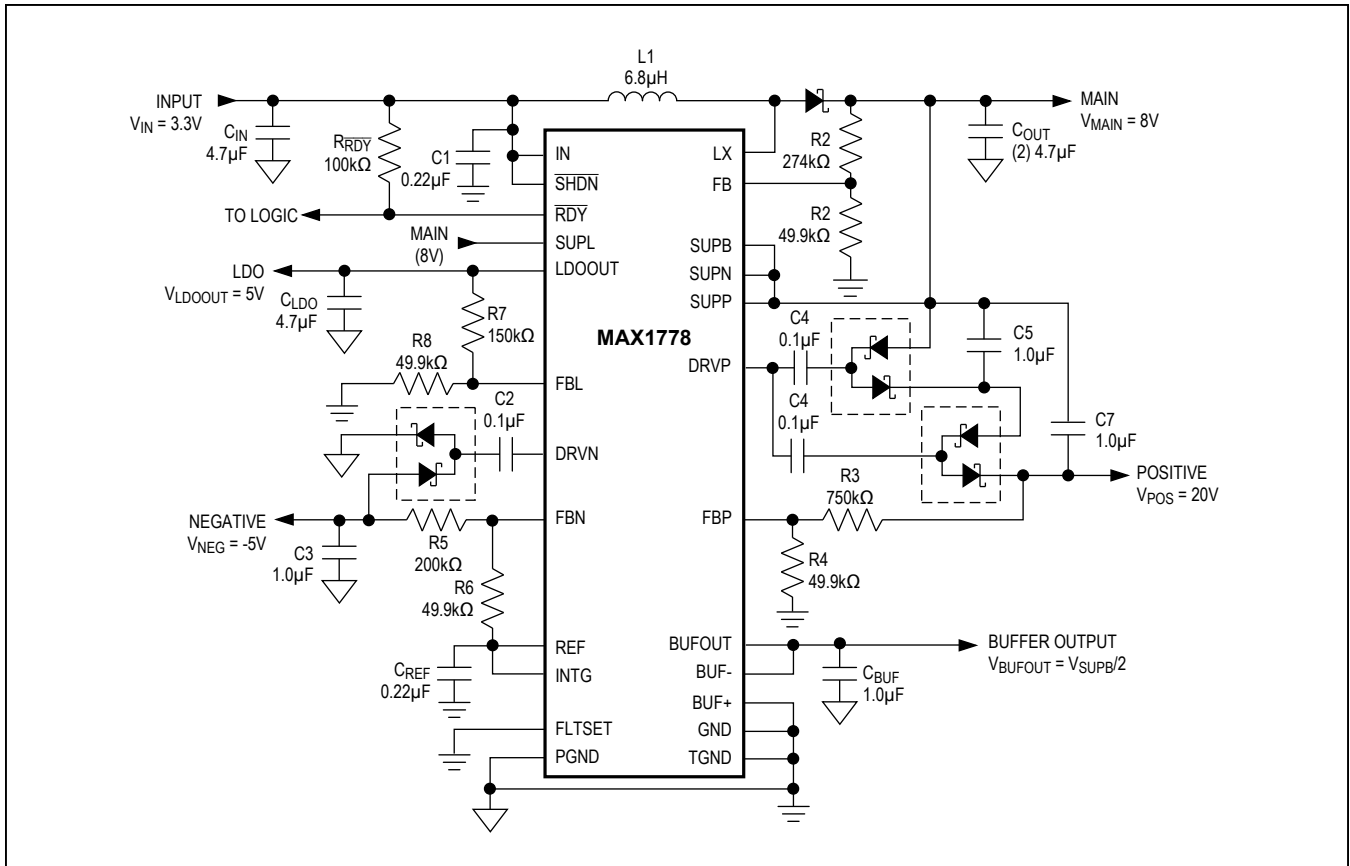 L1
6.8µH
INPUT
VIN = 3.3V
CIN
4.7µF
RRDY
100kΩ
C1
0.22µF
TO LOGIC
MAIN
(8V)
LDO
VLDOOUT = 5V
CLDO
4.7µF
R7
150kΩ
R8
49.9kΩ
C2
0.1µF
NEGATIVE
VNEG = -5V
C3
1.0µF
R5
200kΩ
R6
49.9kΩ
CREF
0.22µF
IN
SHDN
RDY
SUPL
LDOOUT
FBL
DRVN
FBN
REF
INTG
FLTSET
PGND
MAX1778
LX
FB
SUPB
SUPN
SUPP
DRVP
FBP
BUFOUT
BUF-
BUF+
GND
TGND
R2
274kΩ
R2
49.9kΩ
COUT
(2) 4.7µF
MAIN
VMAIN = 8V
C4
0.1µF
C4
0.1µF
C5
1.0µF
C7
1.0µF
R3
750kΩ
R4
49.9kΩ
POSITIVE
VPOS = 20V
BUFFER OUTPUT
VBUFOUT = VSUPB/2
CBUF
1.0µF